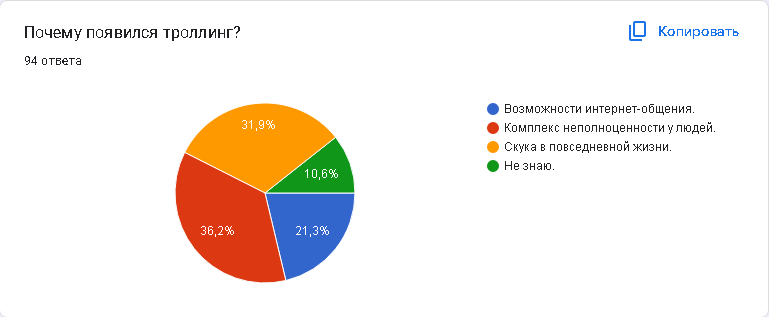 Почему появился троллинг?
Копировать
94 ответа
31,9%
10,6%
36,2%
21,3%
Возможности интернет-общения.
Комплекс неполноценности у людей.
Скука в повседневной жизни.
Не знаю.